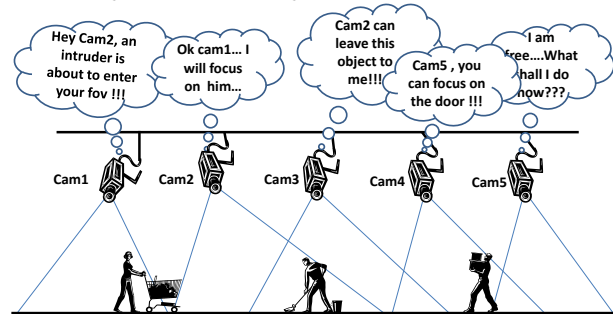 Hey Cam2, an
intruder is
about to enter
your fov !!!
Ok cam1... I
will focus
on him...
Cam2 can
leave this
object to
me!!!
Cam5 , you
can focus on
the door !!!
I am
free....What
shall I do
now???
Cam1
Cam2
Cam3
Cam4
Cam5